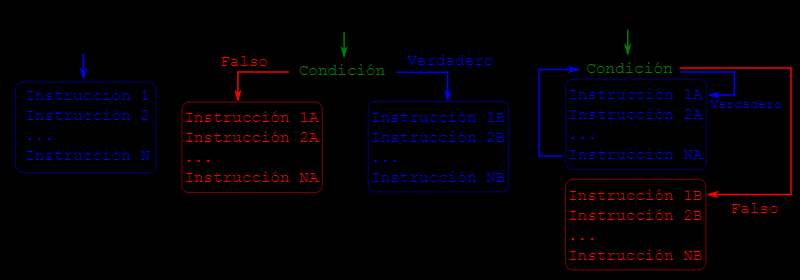 Instrucción 1
Instrucción 2
...
Instrucción N
Falso
Condición
Verdadero
Instrucción 1A
Instrucción 2A
...
Instrucción NA
Instrucción 1B
Instrucción 2B
...
Instrucción NB
Condición
Instrucción 1A
Instrucción 2A
...
Instrucción NA
Verdadero
Instrucción 1B
Instrucción 2B
...
Instrucción NB
Falso